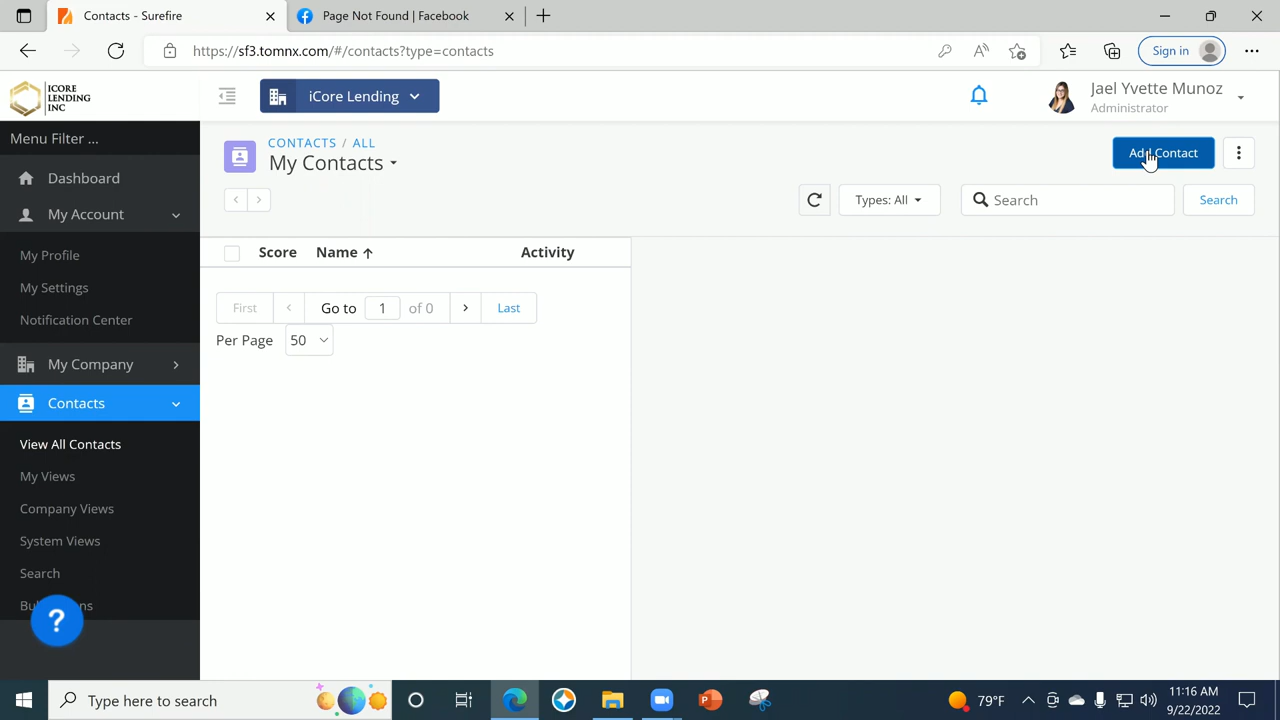 Contacts - Surefire
Page Not Found | Facebook
https://sf3.tomnx.com/#/contacts?type=contacts
Sign in
ICORE
LENDING
INC
iCore Lending
Jael Yvette Munoz
Administrator
Menu Filter ...
Dashboard
My Account
My Profile
My Settings
Notification Center
My Company
Contacts
View All Contacts
My Views
Company Views
System Views
Search
?
CONTACTS / ALL
My Contacts
Add Contact
Types: All
Search
Search
Score Name Activity
First Go to 1 of 0 Last
Per Page 50
Type here to search
79°F
11:16 AM
9/22/2022